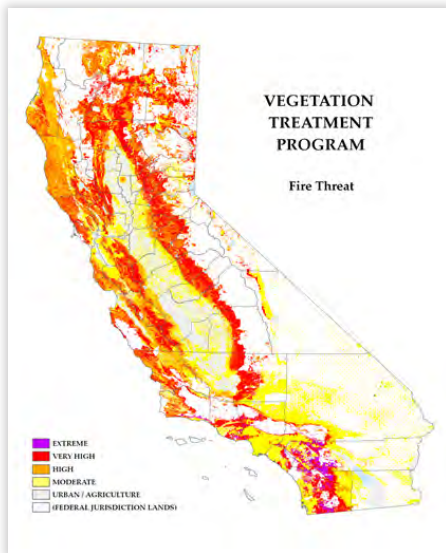 VEGETATION
TREATMENT
PROGRAM
Fire Threat
EXTREME
VERY HIGH
HIGH
MODERATE
URBAN / AGRICULTURE
(FEDERAL JURISDICTION LANDS)